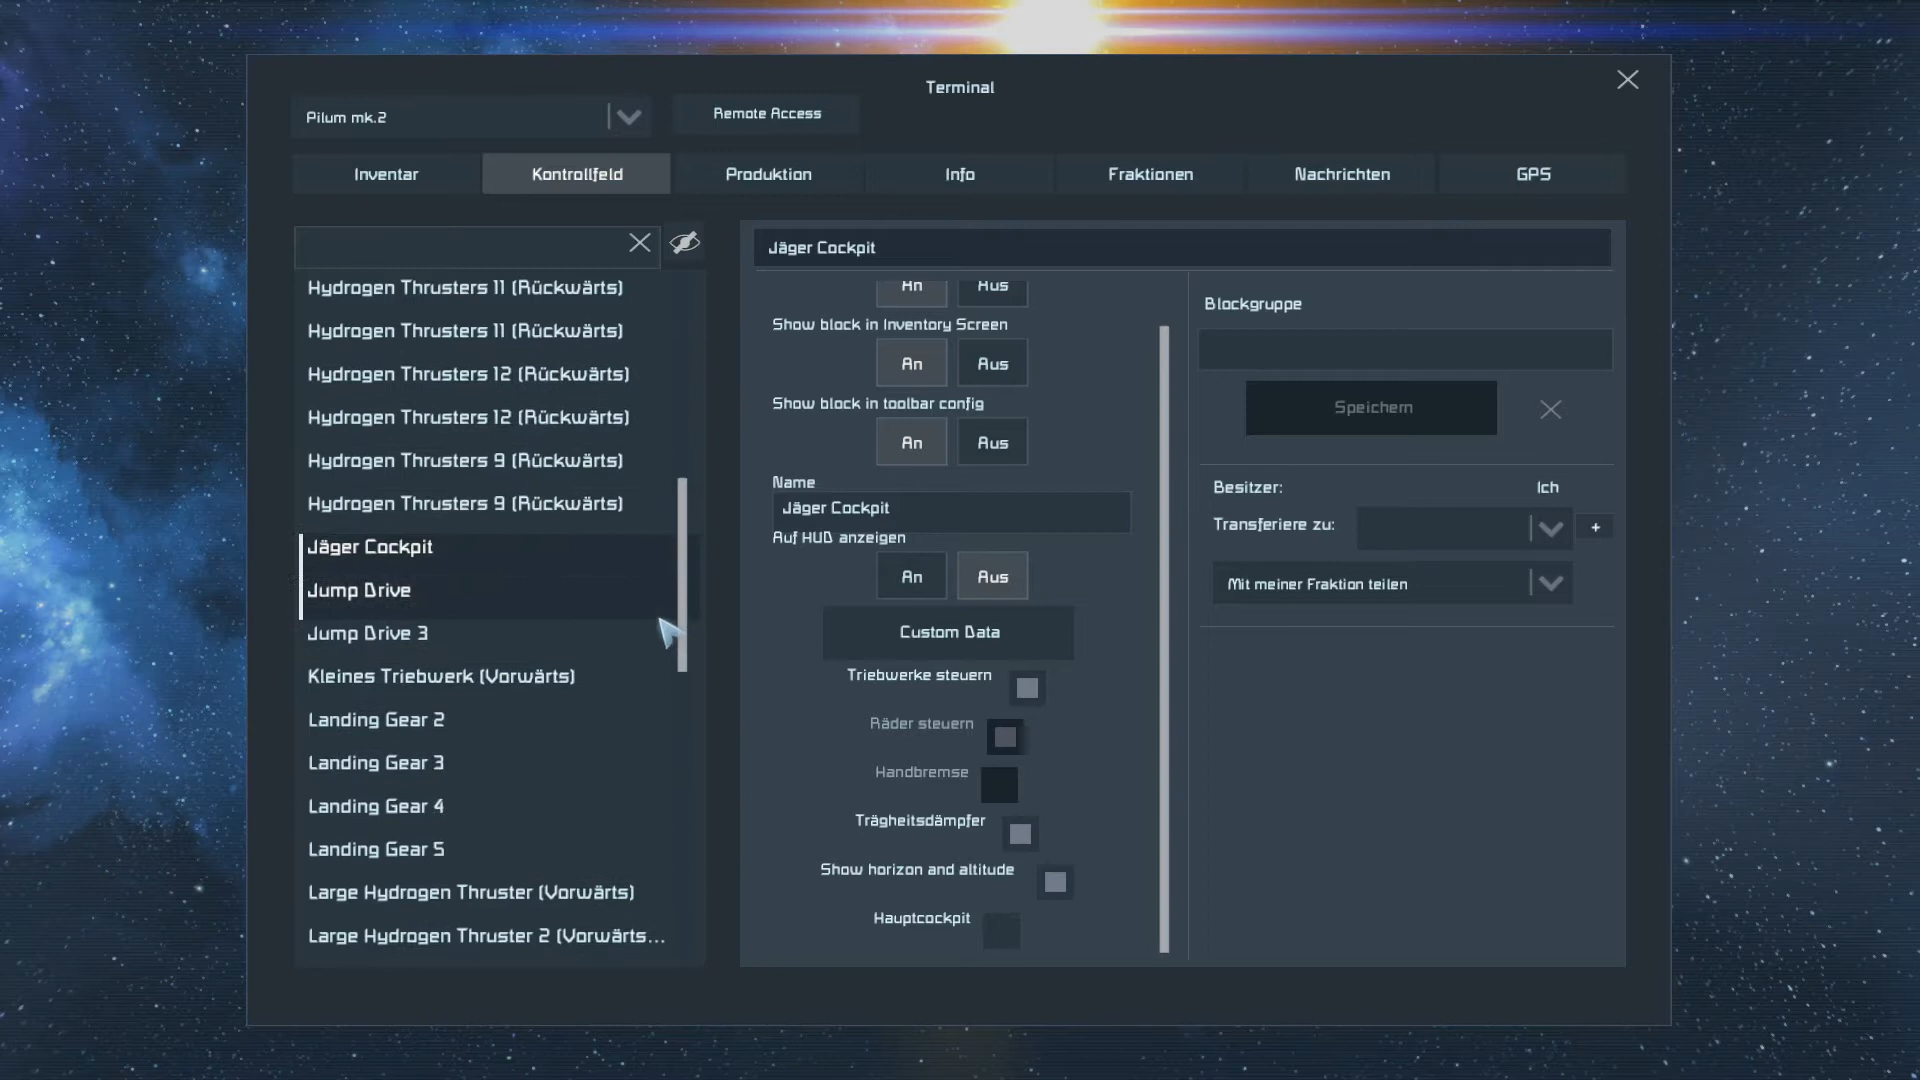 Terminal
Pilum mk.2
Remote Access
Inventar
Kontrollfeld
Produktion
Info
Fraktionen
Nachrichten
GPS
Hydrogen Thrusters 11 (Rückwärts)
Hydrogen Thrusters 11 (Rückwärts)
Hydrogen Thrusters 12 (Rückwärts)
Hydrogen Thrusters 12 (Rückwärts)
Hydrogen Thrusters 9 (Rückwärts)
Hydrogen Thrusters 9 (Rückwärts)
Jäger Cockpit
Jump Drive
Jump Drive 3
Kleines Triebwerk (Vorwärts)
Landing Gear 2
Landing Gear 3
Landing Gear 4
Landing Gear 5
Large Hydrogen Thruster (Vorwärts)
Large Hydrogen Thruster 2 (Vorwärts...
Jäger Cockpit
An Aus
Show block in Inventory Screen
An Aus
Show block in toolbar config
An Aus
Name
Jäger Cockpit
Auf HUD anzeigen
An Aus
Custom Data
Triebwerke steuern
Räder steuern
Handbremse
Trägheitsdämpfer
Show horizon and altitude
Hauptcockpit
Blockgruppe
Speichern
Besitzer: Ich
Transferiere zu: +
Mit meiner Fraktion teilen